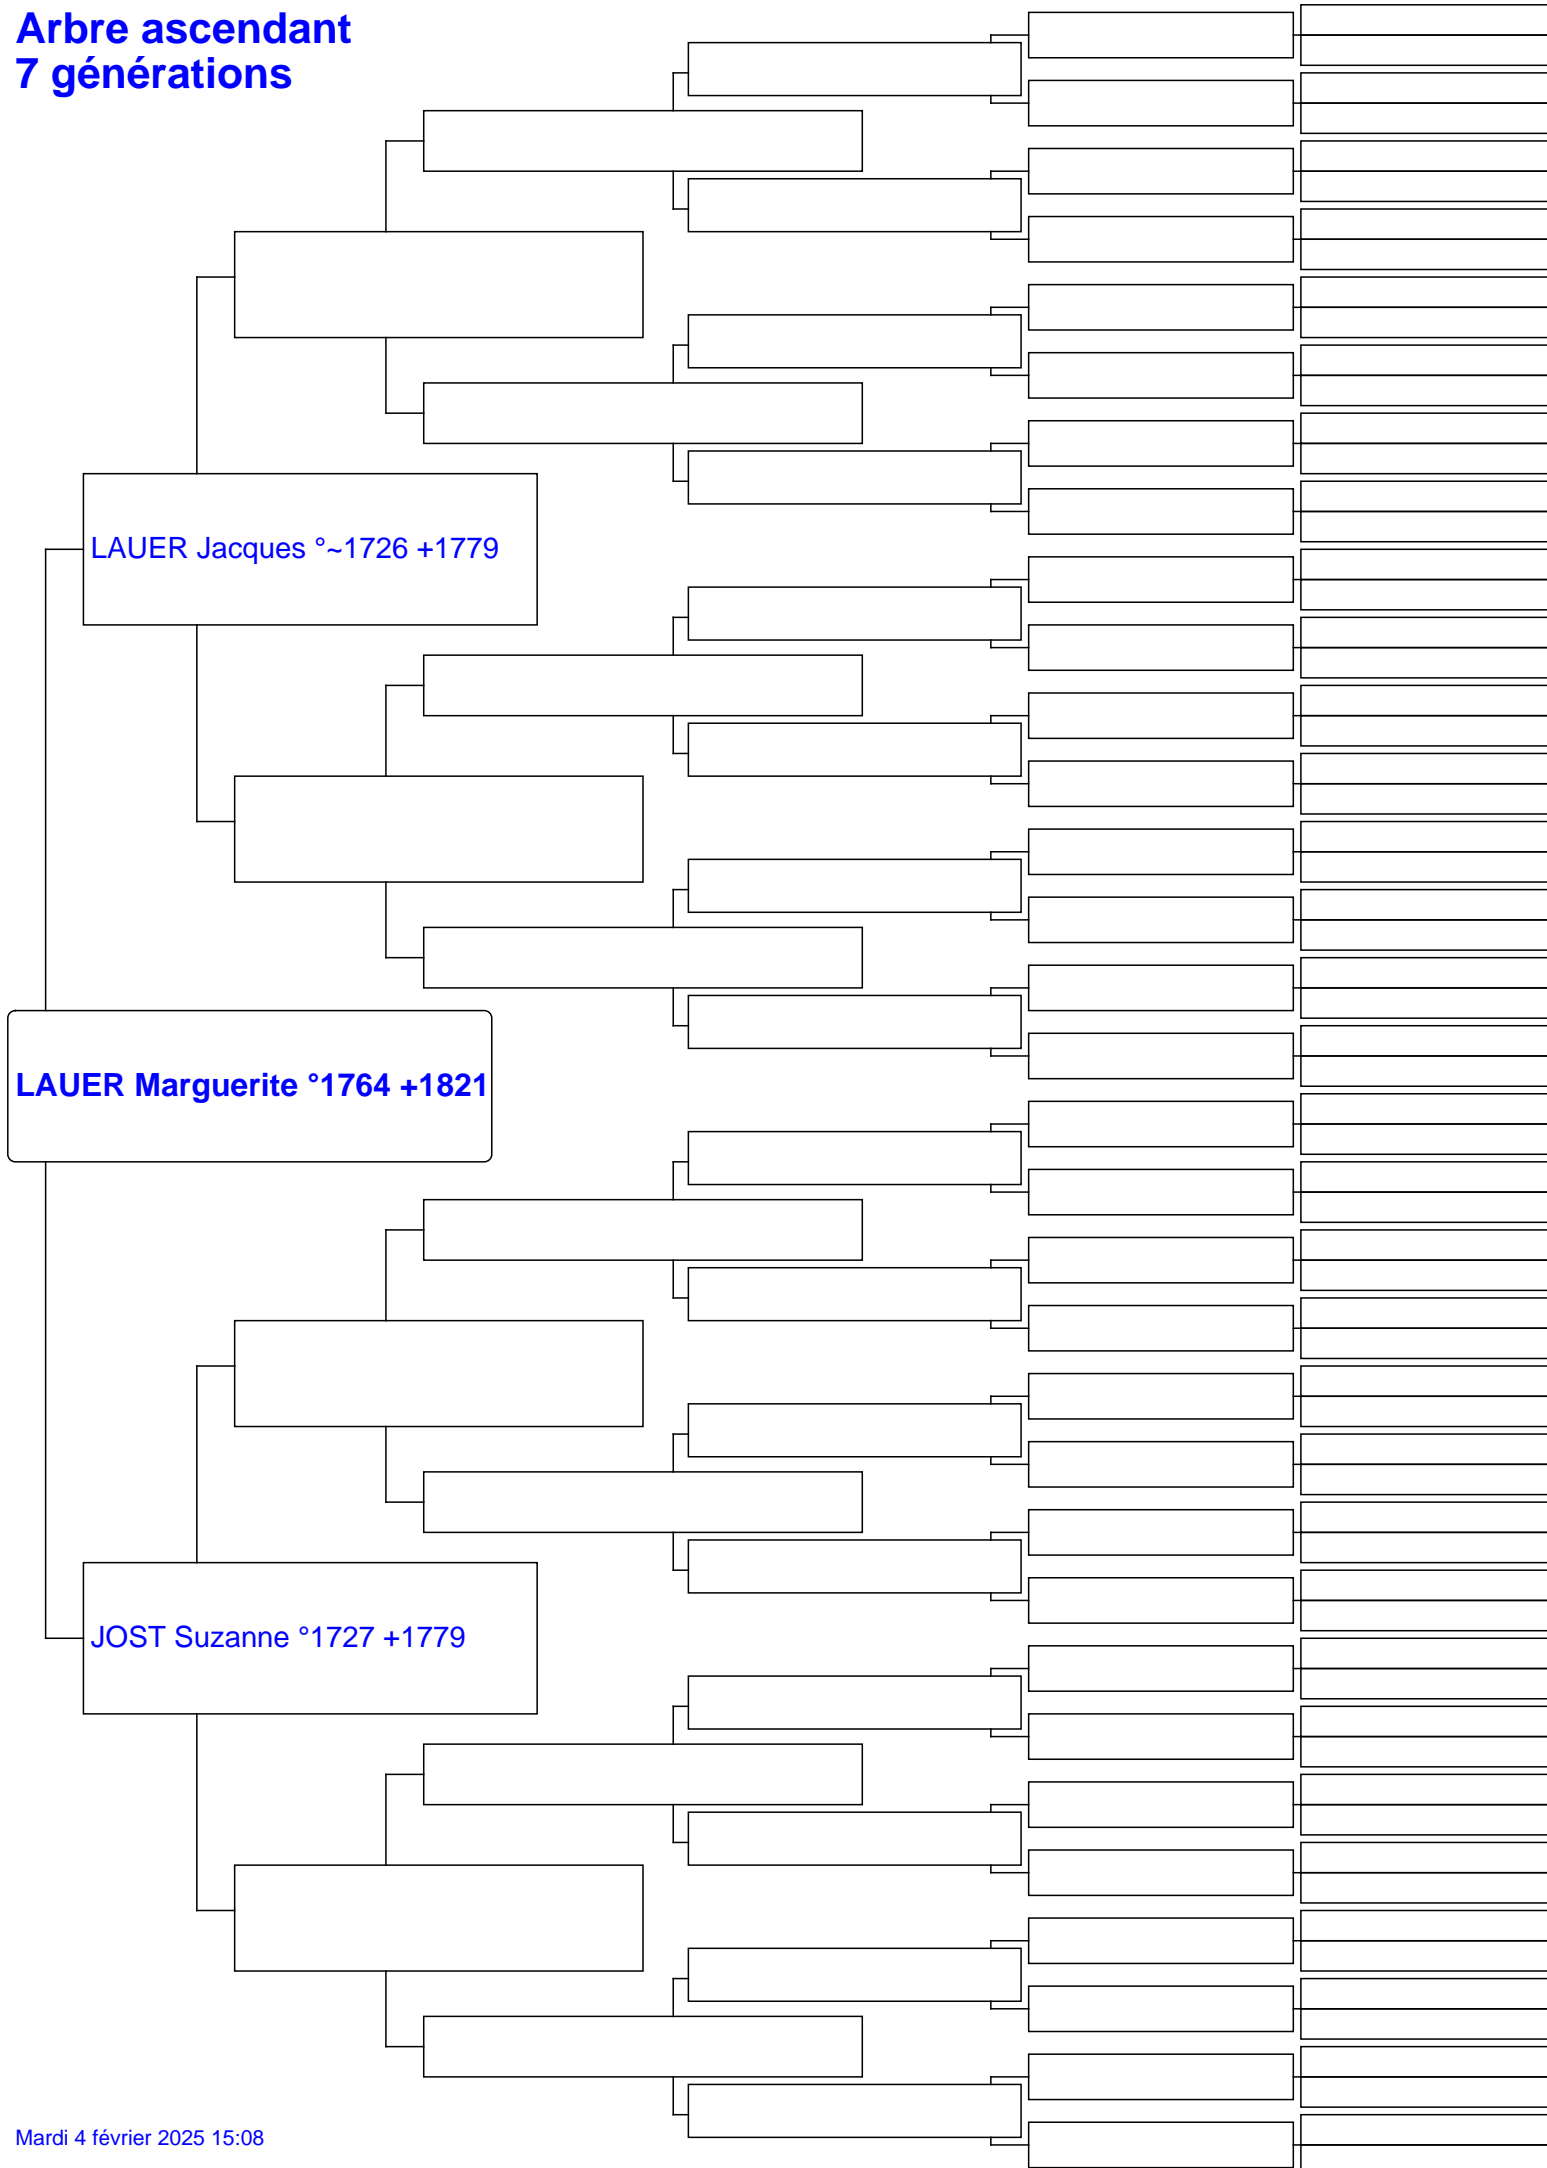 Arbre ascendant
7 générations
LAUER Jacques °~1726 +1779
LAUER Marguerite °1764 +1821
JOST Suzanne °1727 +1779
Mardi 4 février 2025 15:08